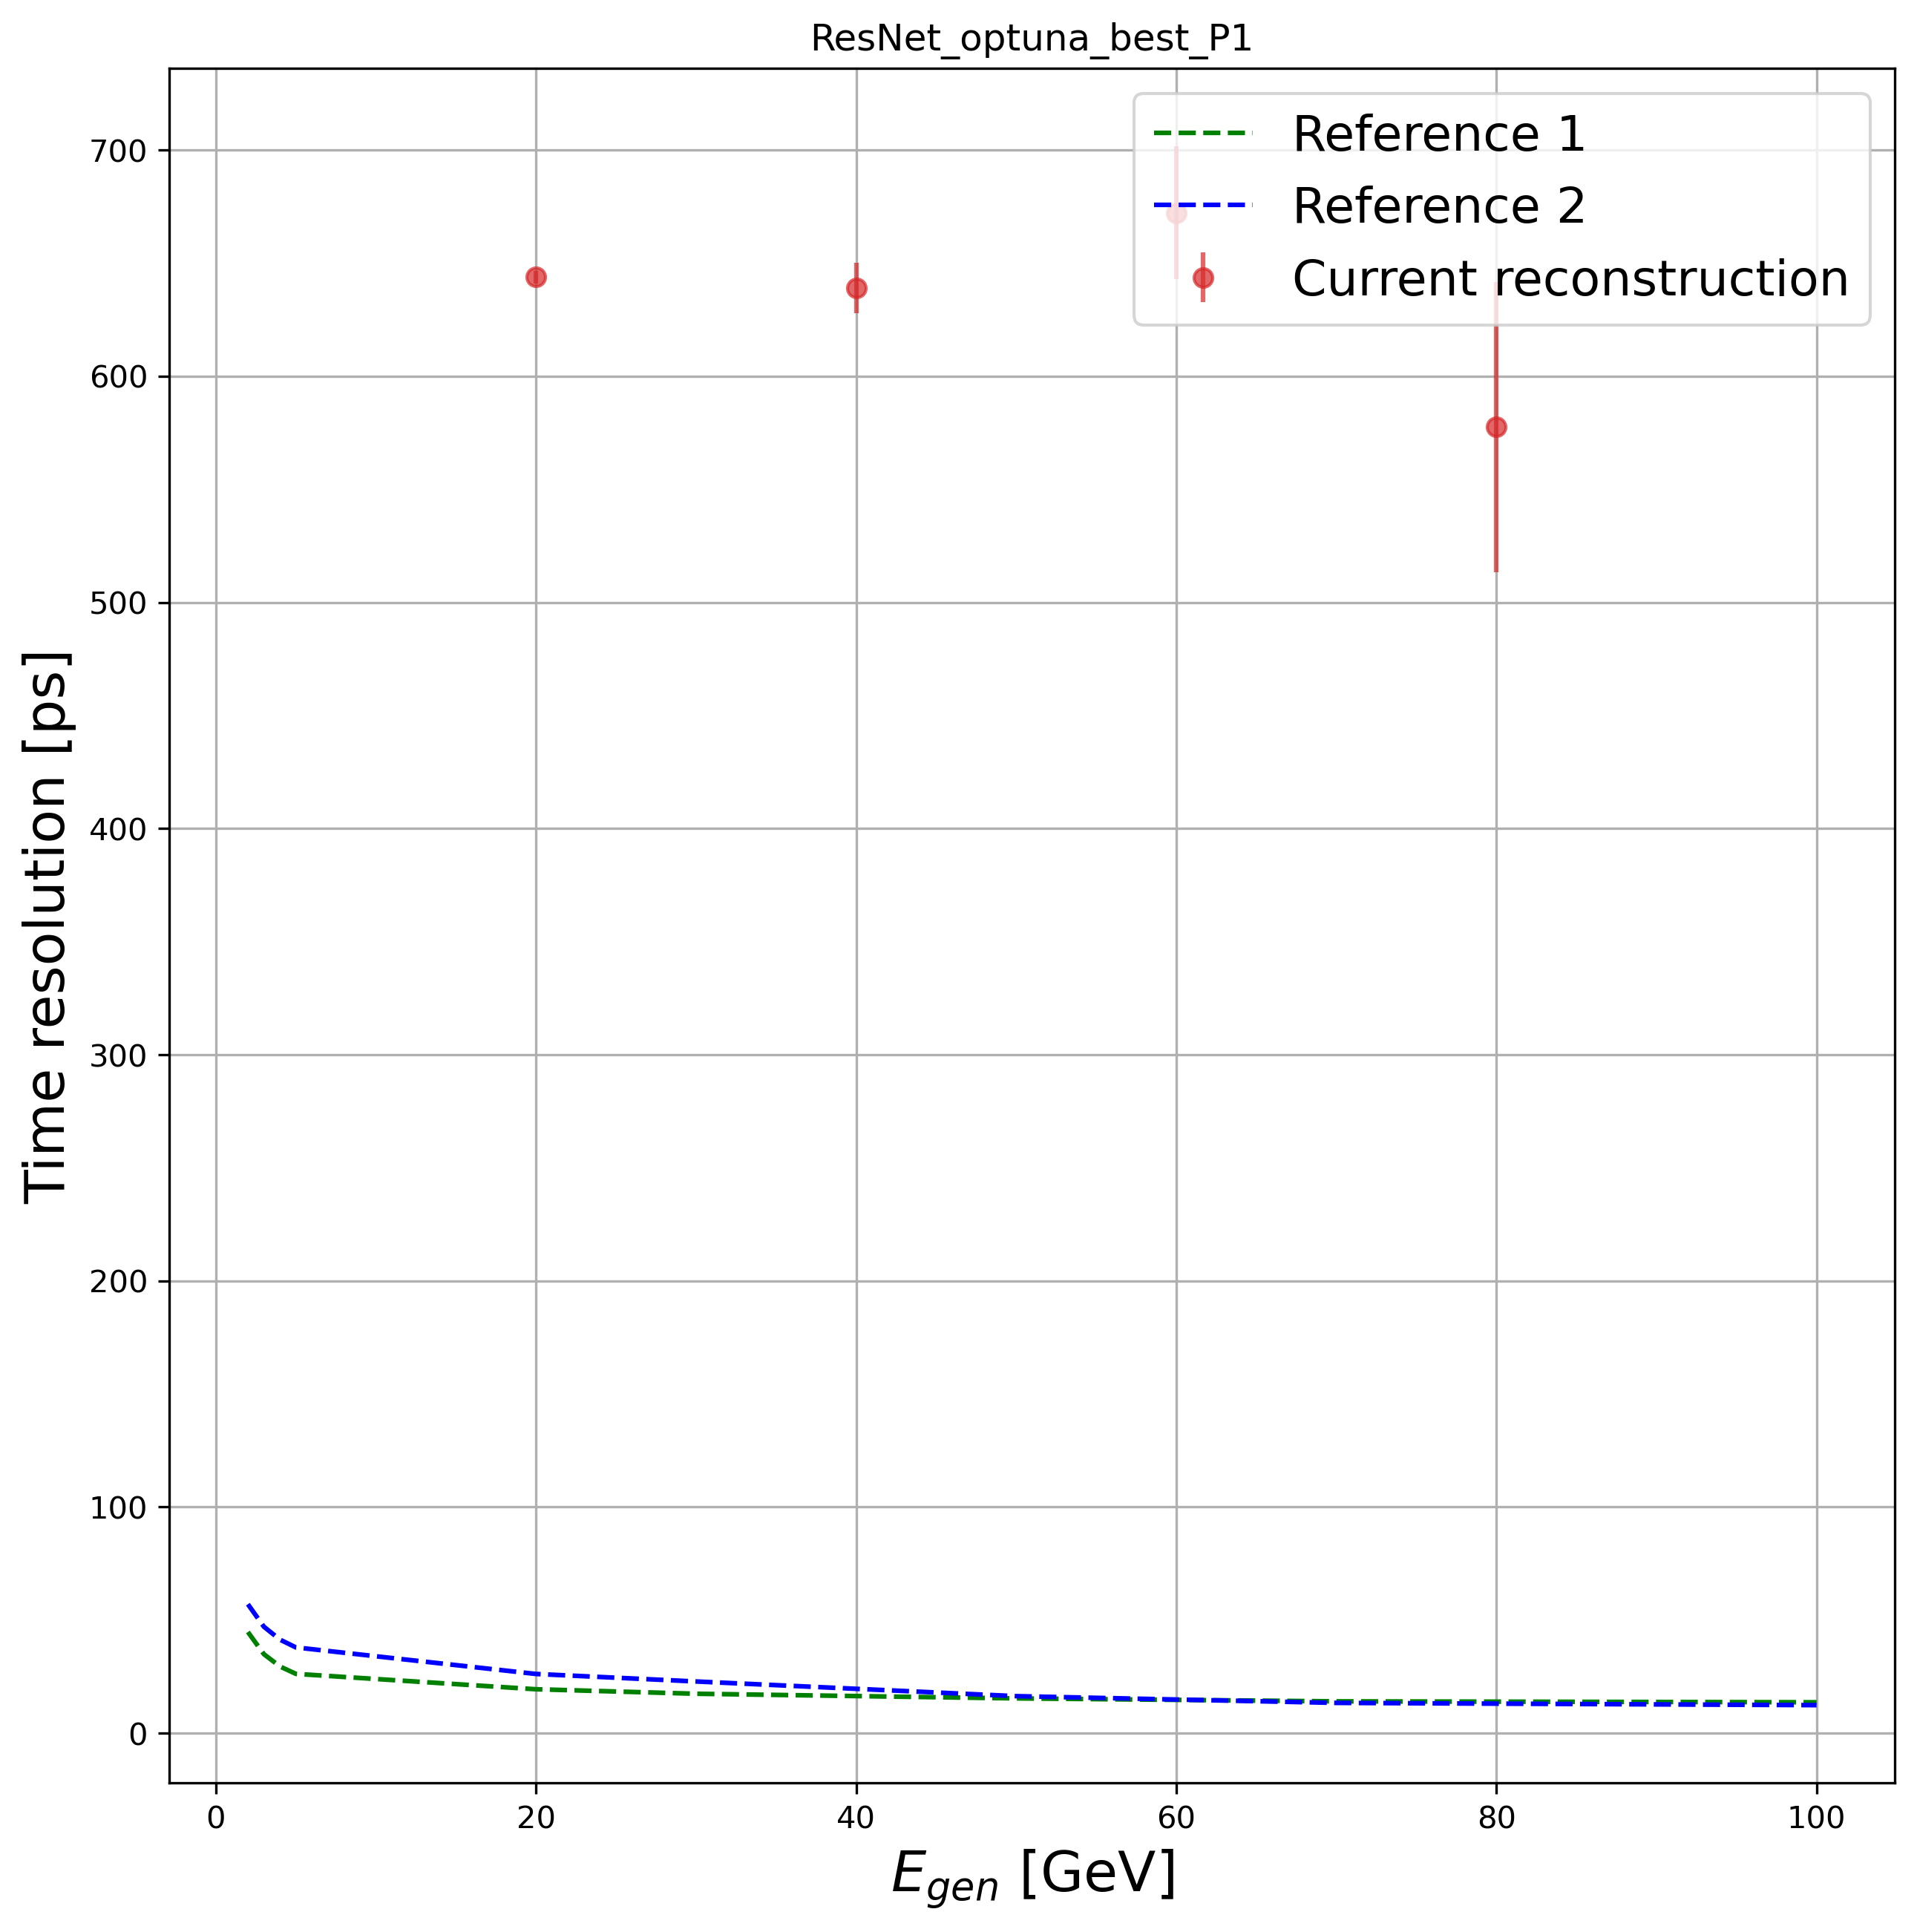 ResNet_optuna_best_P1
Reference 1
Reference 2
Current reconstruction
Time resolution [ps]
700
600
500
400
300
200
100
0
0 20 40 60 80 100
E_gen [GeV]